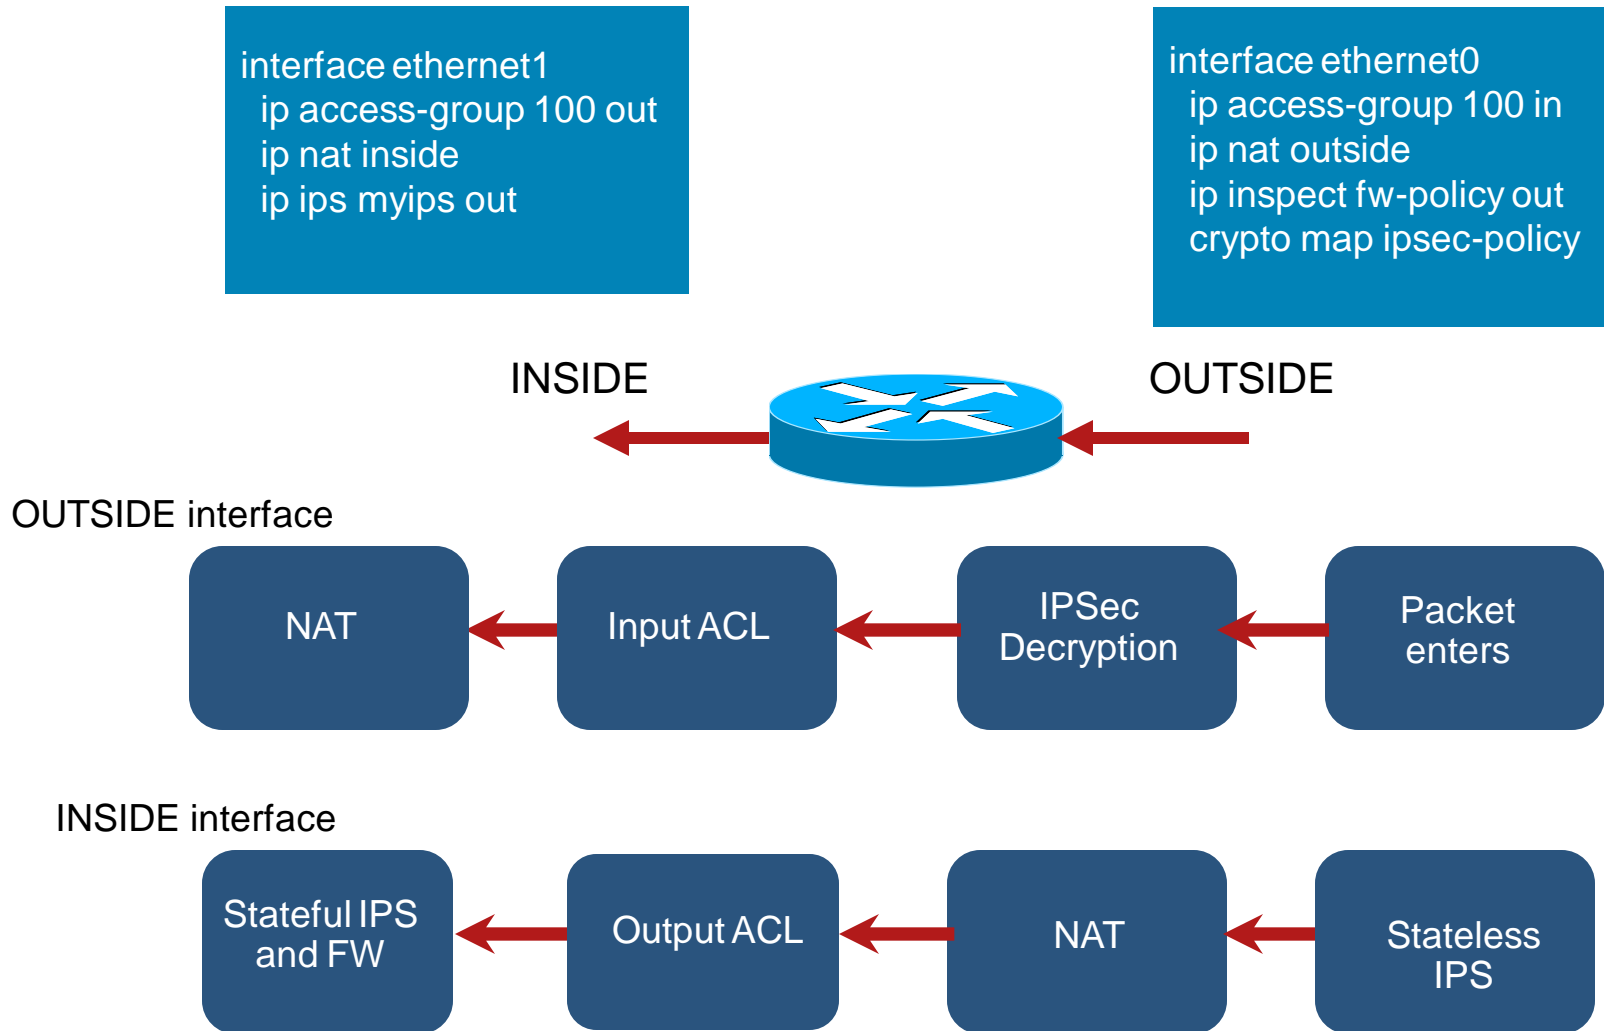 interface ethernet1
ip access-group 100 out
ip nat inside
ip ips myips out
interface ethernet0
ip access-group 100 in
ip nat outside
ip inspect fw-policy out
crypto map ipsec-policy
INSIDE
OUTSIDE
OUTSIDE interface
NAT
Input ACL
IPSec
Decryption
Packet
enters
INSIDE interface
Stateful IPS
and FW
Output ACL
NAT
Stateless
IPS